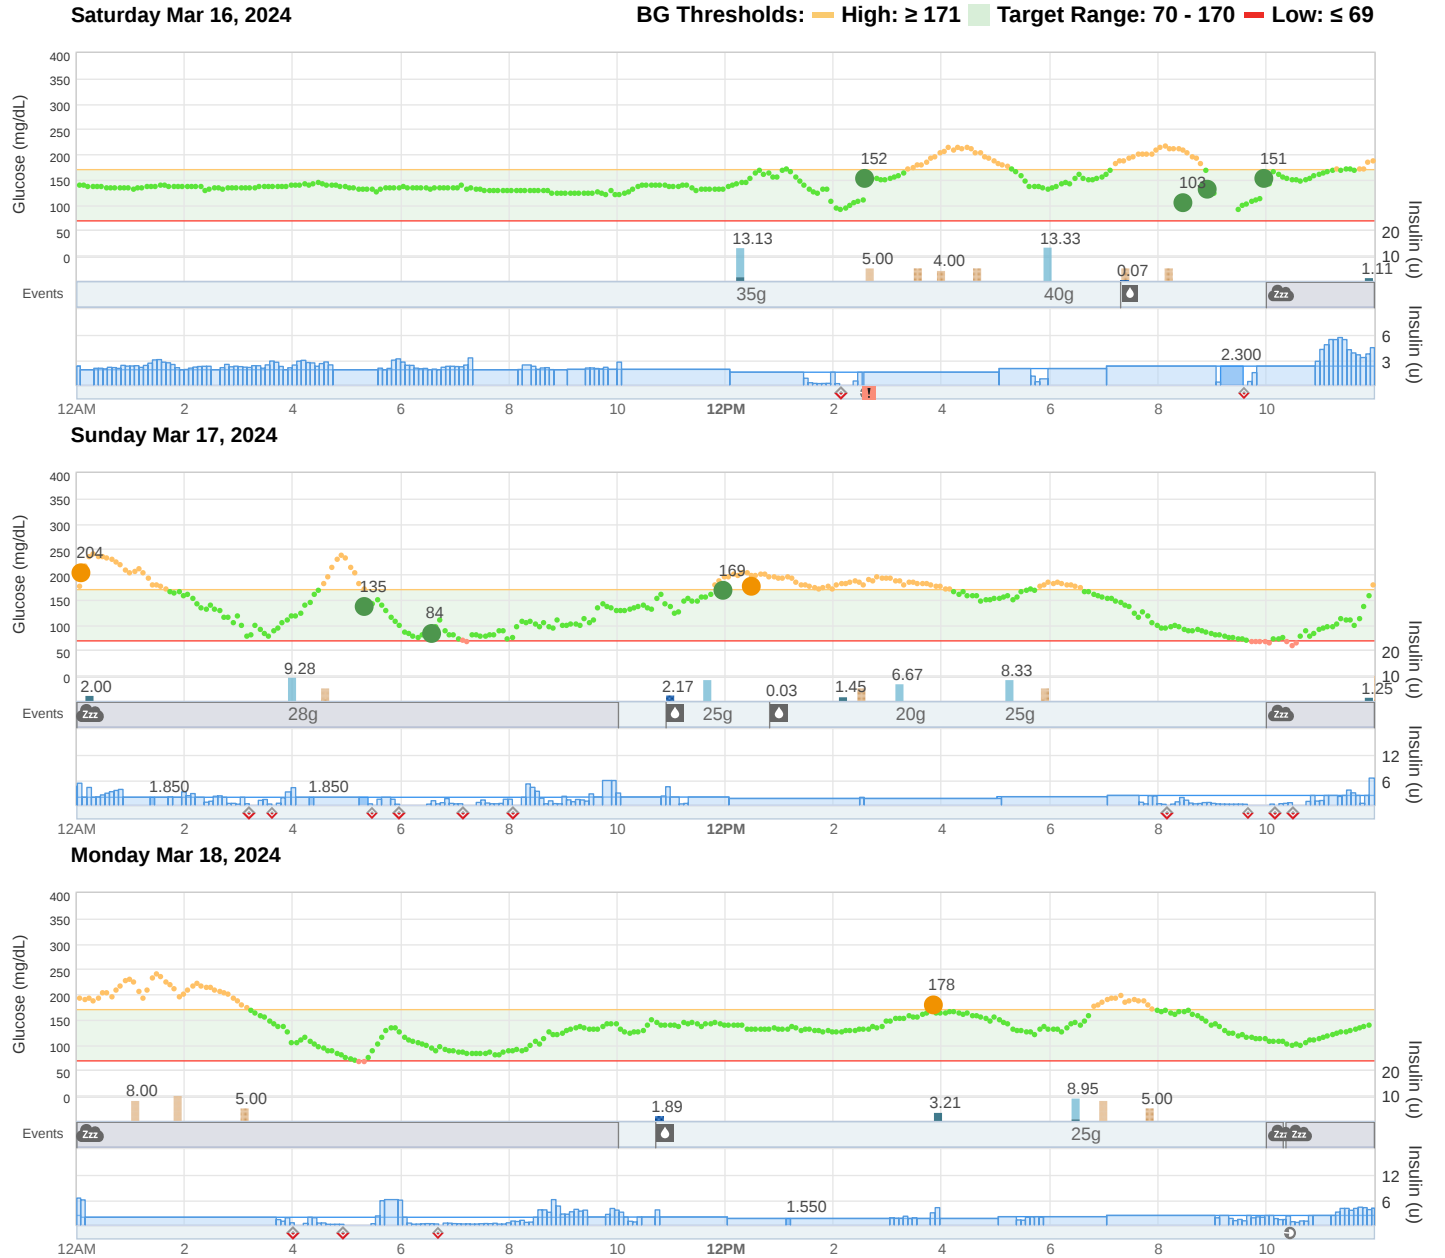 Saturday Mar 16, 2024 BG Thresholds: High: ≥ 171 Target Range: 70 - 170 Low: ≤ 69
Glucose (mg/dL)
400
350
300
250
200
150
100
50
0
152 103 151
13.13 5.00 4.00 13.33 0.07 1.11
20
10
Insulin (u)
Events 35g 40g Zzz
Insulin (u)
6
3
2.300
!
12AM 2 4 6 8 10 12PM 2 4 6 8 10
Sunday Mar 17, 2024
Glucose (mg/dL)
400
350
300
250
200
150
100
50
0
204 135 84 169
2.00 9.28 2.17 0.03 1.45 6.67 8.33 1.25
20
10
Insulin (u)
Events Zzz 28g 25g 20g 25g Zzz
Insulin (u)
12
6
1.850 1.850
12AM 2 4 6 8 10 12PM 2 4 6 8 10
Monday Mar 18, 2024
Glucose (mg/dL)
400
350
300
250
200
150
100
50
0
178
8.00 5.00 1.89 3.21 8.95 5.00
20
10
Insulin (u)
Events Zzz 25g Zzz Zzz
Insulin (u)
12
6
1.550
12AM 2 4 6 8 10 12PM 2 4 6 8 10